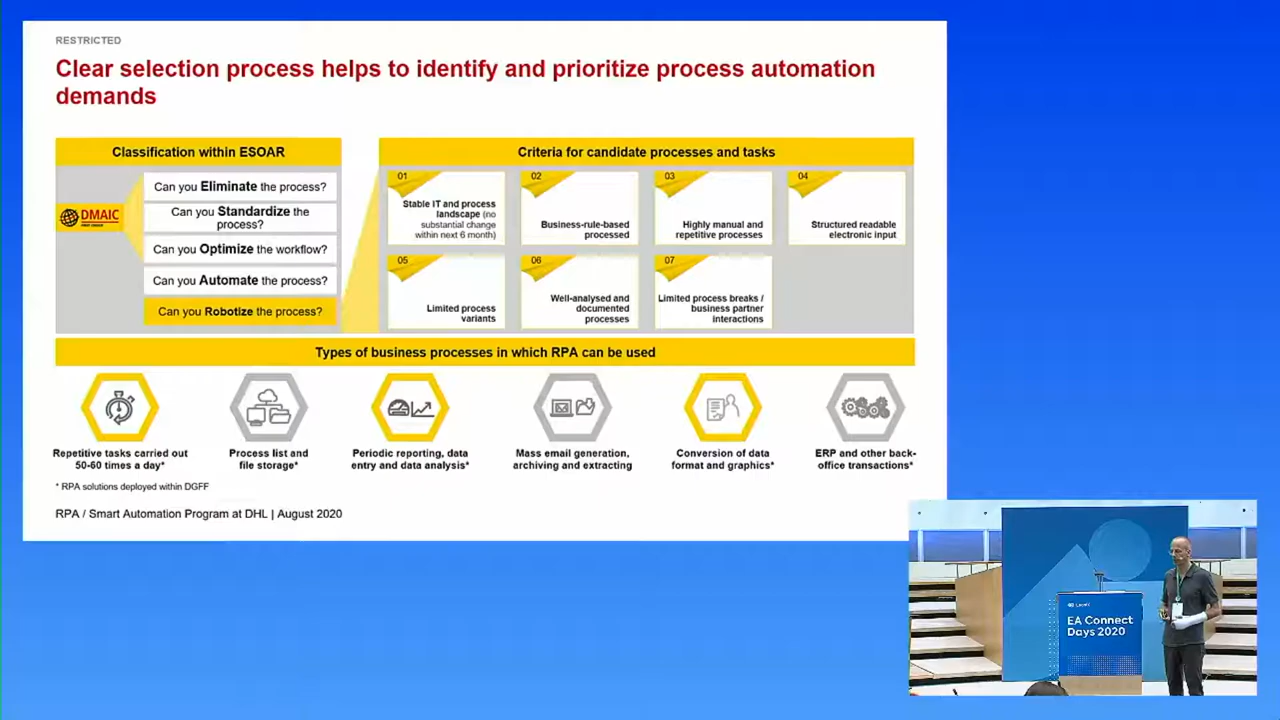 RESTRICTED
Clear selection process helps to identify and prioritize process automation
demands
Classification within ESOAR
DMAIC
Can you Eliminate the process?
Can you Standardize the
process?
Can you Optimize the workflow?
Can you Automate the process?
Can you Robotize the process?
Criteria for candidate processes and tasks
01
Stable IT and process
landscape (no
substantial change
within next 6 month)
02
Business-rule-based
processed
03
Highly manual and
repetitive processes
04
Structured readable
electronic input
05
Limited process
variants
06
Well-analysed and
documented
processes
07
Limited process breaks /
business partner
interactions
Types of business processes in which RPA can be used
Repetitive tasks carried out
50-60 times a day*
Process list and
file storage*
Periodic reporting, data
entry and data analysis*
Mass email generation,
archiving and extracting
Conversion of data
format and graphics*
ERP and other back-
office transactions*
* RPA solutions deployed within DGFF
RPA / Smart Automation Program at DHL | August 2020
EA Connect
Days 2020